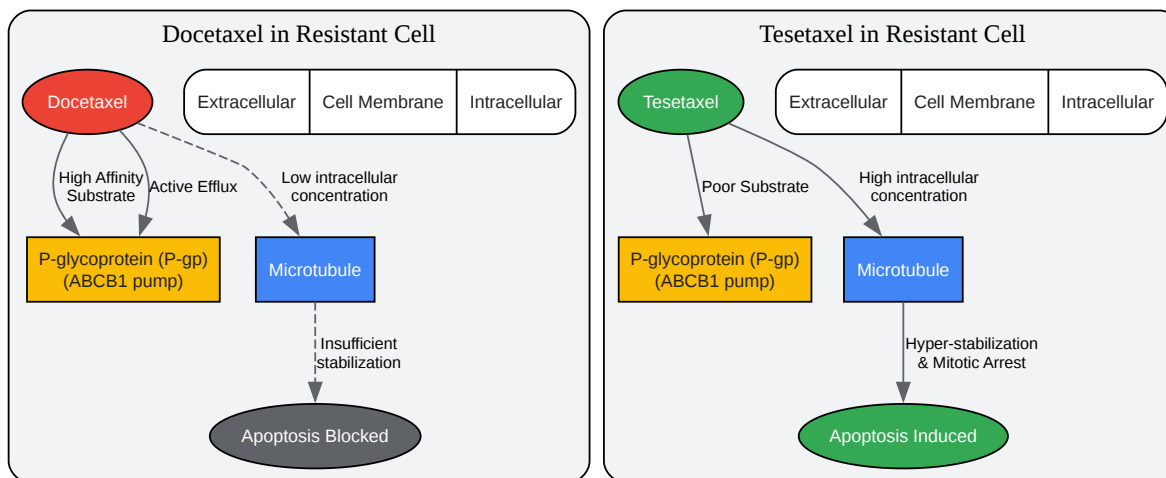 Docetaxel in Resistant Cell
Docetaxel
Extracellular
Cell Membrane
Intracellular
High Affinity
Substrate
Active Efflux
Low intracellular
concentration
P-glycoprotein (P-gp)
(ABCB1 pump)
Microtubule
Insufficient
stabilization
Apoptosis Blocked
Tesetaxel in Resistant Cell
Tesetaxel
Extracellular
Cell Membrane
Intracellular
Poor Substrate
High intracellular
concentration
P-glycoprotein (P-gp)
(ABCB1 pump)
Microtubule
Hyper-stabilization
& Mitotic Arrest
Apoptosis Induced